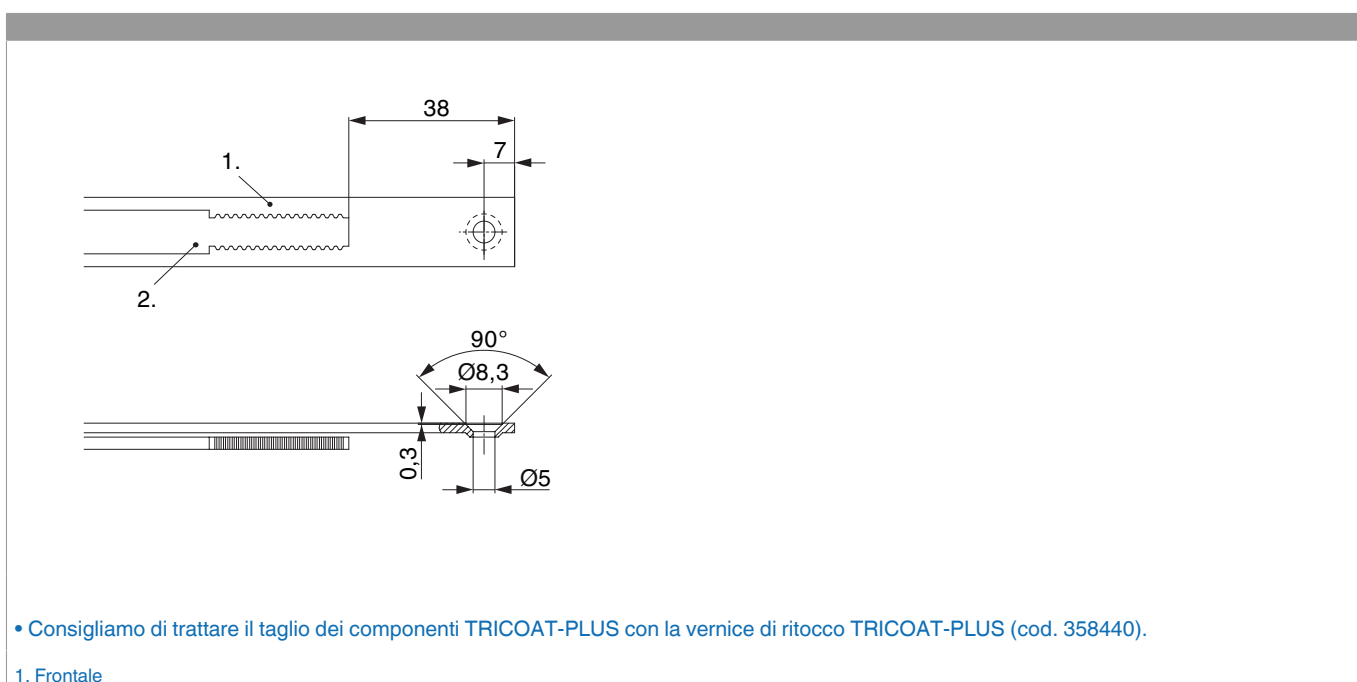 38
7
1.
2.
90°
Ø8,3
0,3
Ø5
• Consigliamo di trattare il taglio dei componenti TRICOAT-PLUS con la vernice di ritocco TRICOAT-PLUS (cod. 358440).
1. Frontale